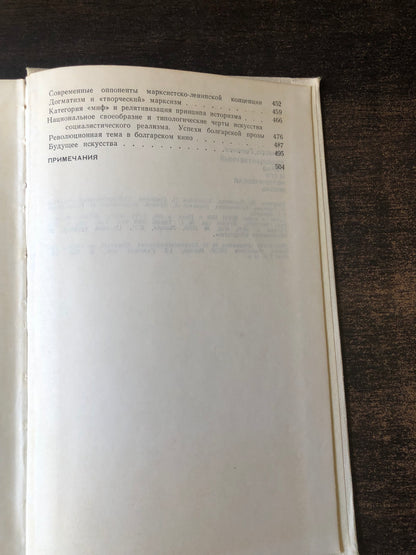 Современные оппоненты марксистско-ленинской концепции 452
Догматизм и «творческий» марксизм . . . . . . . . . . 459
Категория «миф» и релятивизация принципа историзма . . 466
Национальное своеобразие и типологические черты искусства
социалистического реализма. Успехи болгарской прозы 476
Революционная тема в болгарском кино . . . . . . . . . 487
Будущее искусства . . . . . . . . . . . . . . . . . 495
ПРИМЕЧАНИЯ 504